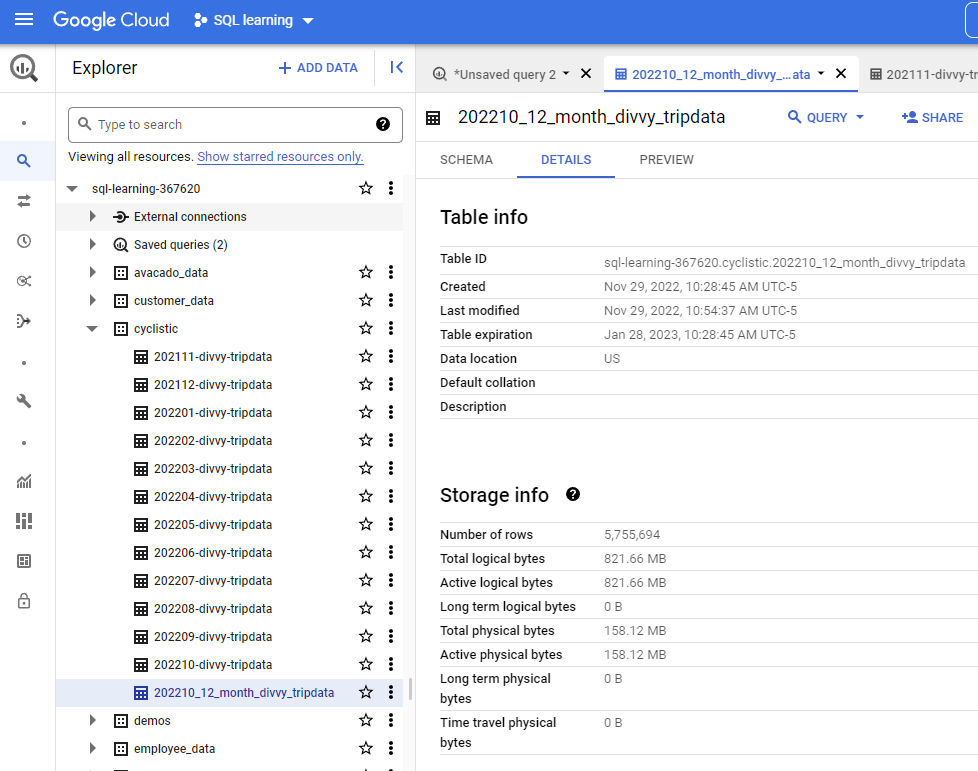 Google Cloud SQL learning
Explorer + ADD DATA
*Unsaved query 2 202210_12_month_divvy_...ata 202111-divvy-tr
Type to search
202210_12_month_divvy_tripdata QUERY SHARE
Viewing all resources. Show starred resources only.
SCHEMA DETAILS PREVIEW
sql-learning-367620
External connections
Saved queries (2)
avacado_data
customer_data
cyclistic
202111-divvy-tripdata
202112-divvy-tripdata
202201-divvy-tripdata
202202-divvy-tripdata
202203-divvy-tripdata
202204-divvy-tripdata
202205-divvy-tripdata
202206-divvy-tripdata
202207-divvy-tripdata
202208-divvy-tripdata
202209-divvy-tripdata
202210-divvy-tripdata
202210_12_month_divvy_tripdata
demos
employee_data
Table info
Table ID sql-learning-367620.cyclistic.202210_12_month_divvy_tripdata
Created Nov 29, 2022, 10:28:45 AM UTC-5
Last modified Nov 29, 2022, 10:54:37 AM UTC-5
Table expiration Jan 28, 2023, 10:28:45 AM UTC-5
Data location US
Default collation
Description
Storage info
Number of rows 5,755,694
Total logical bytes 821.66 MB
Active logical bytes 821.66 MB
Long term logical bytes 0 B
Total physical bytes 158.12 MB
Active physical bytes 158.12 MB
Long term physical 0 B
bytes
Time travel physical 0 B
bytes